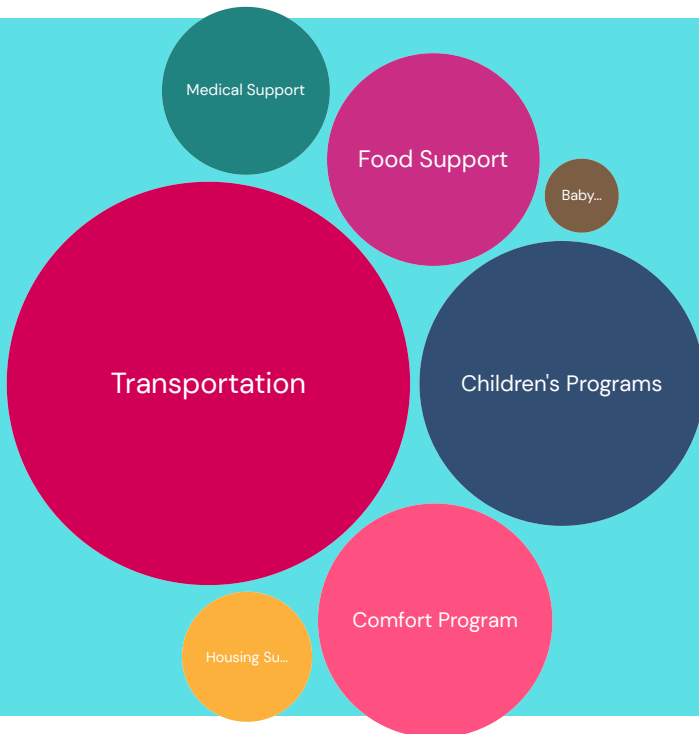 Medical Support
Food Support
Baby...
Transportation
Children's Programs
Comfort Program
Housing Su...